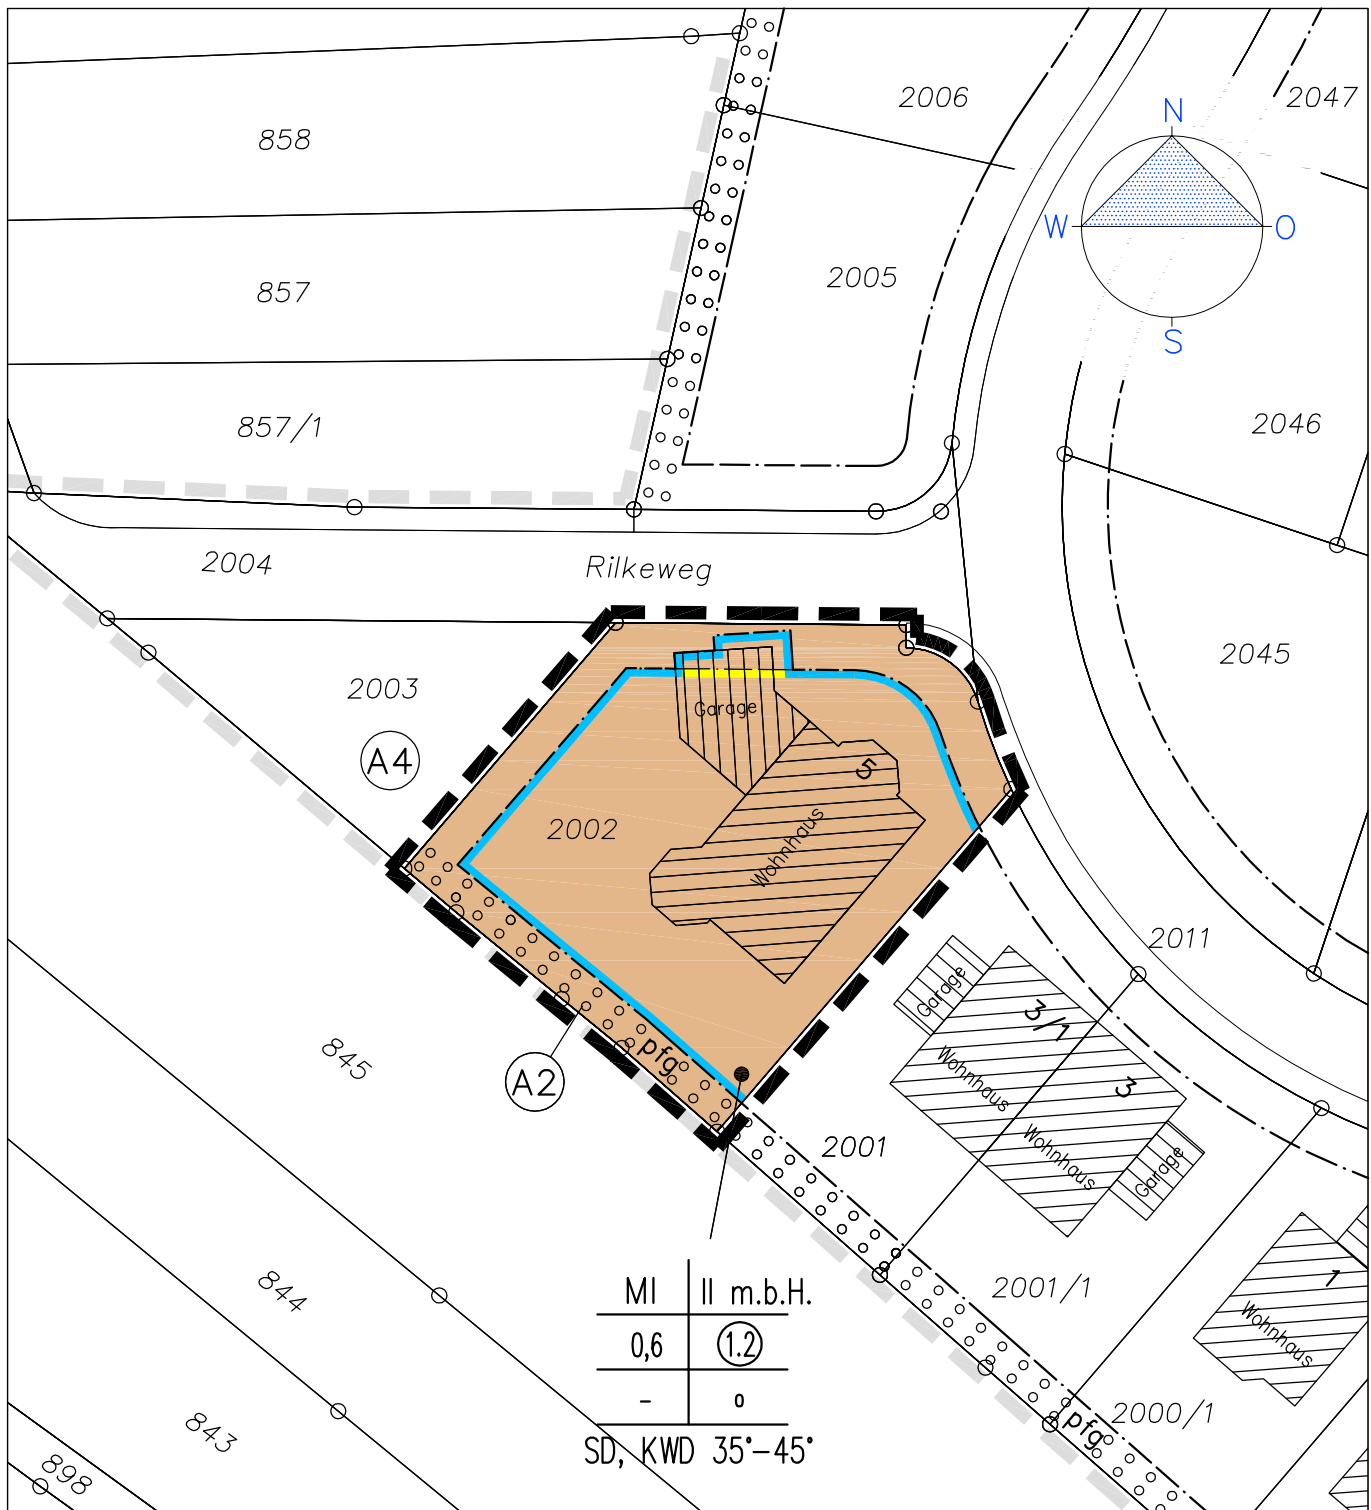 2006
2047
858
N
W
O
S
2005
857
857/1
2046
2004
Rilkeweg
2045
2003
Garage
A4
5
2002
Wohnhaus
2011
Garage
3/1
845
pfg
Wohnhaus
3
A2
2001
Wohnhaus
Garage
844
MI II m.b.H.
2001/1
1
0,6 1.2
Wohnhaus
- o
2000/1
843
pfg
SD, KWD 35°-45°
898